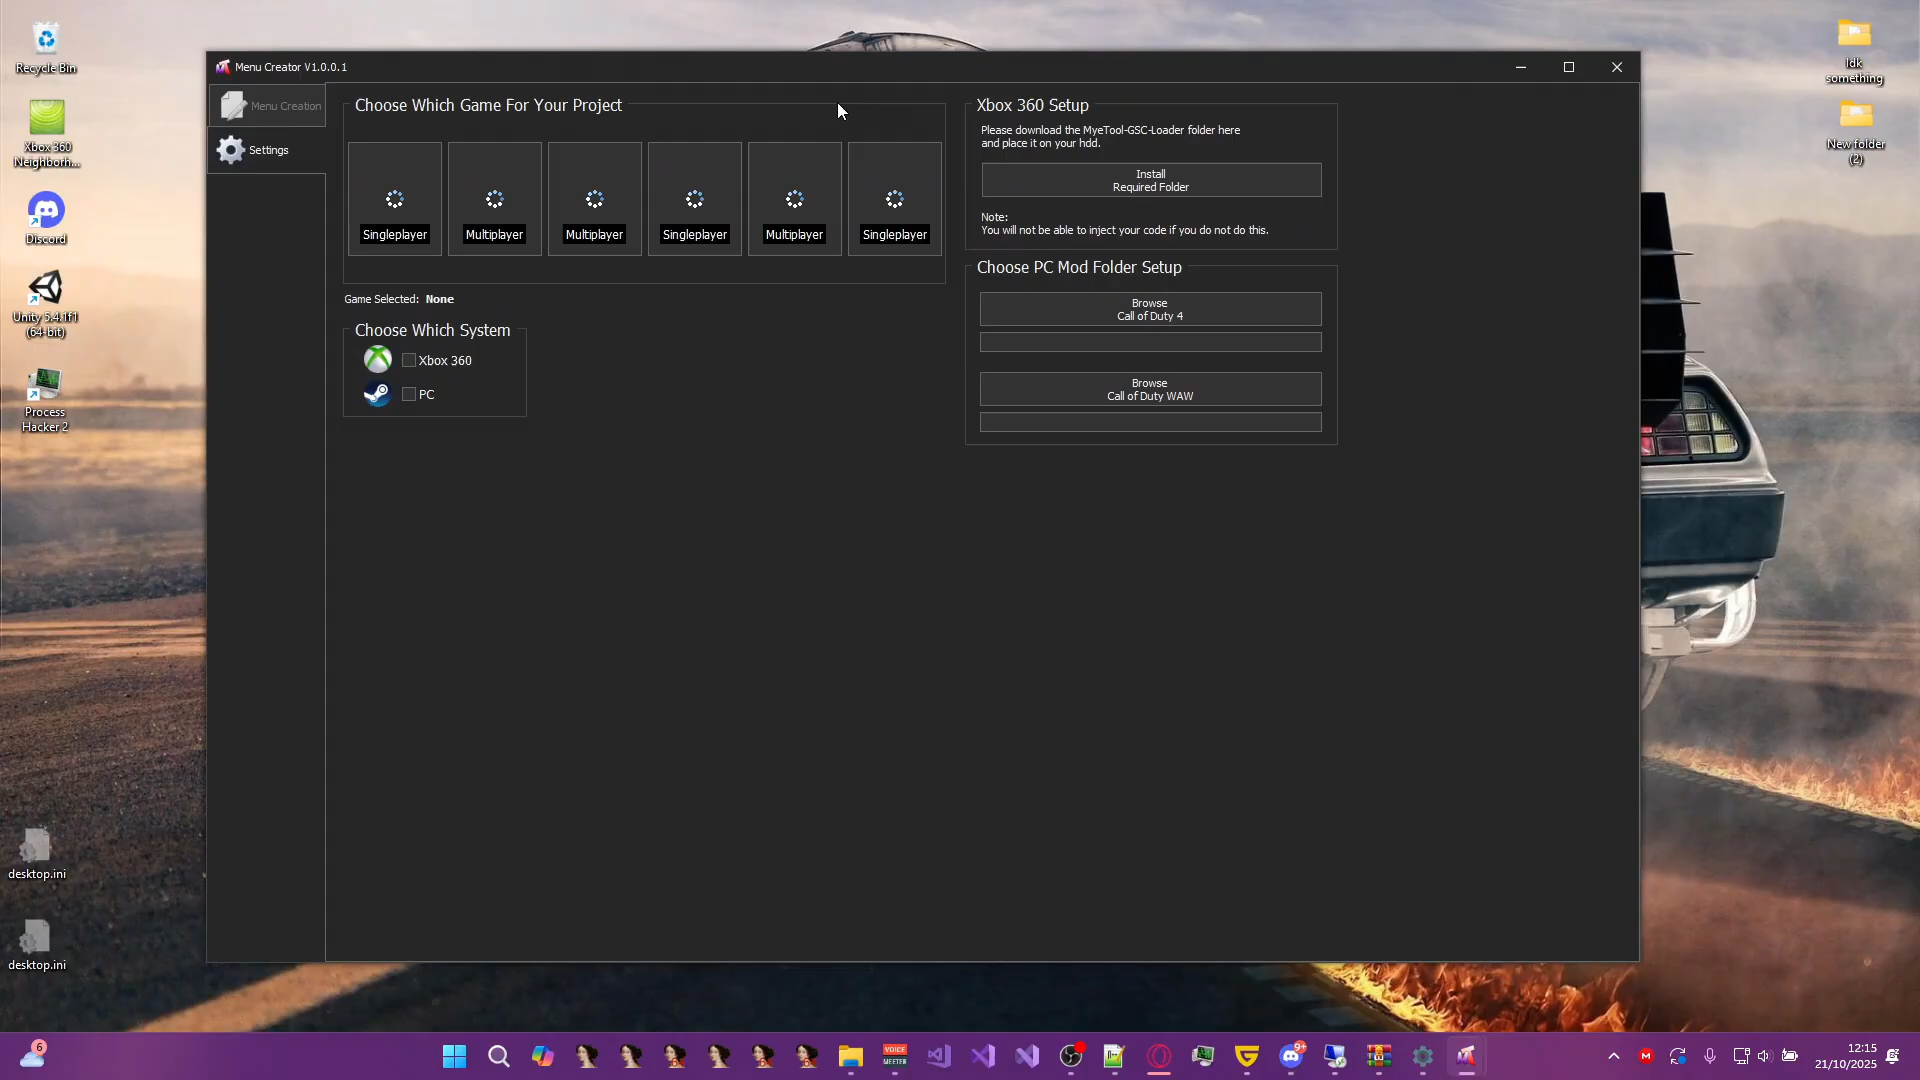 Recycle Bin
Xbox 360
Neighborh...
Discord
Unity 5.4.1f1
(64-bit)
Process
Hacker 2
desktop.ini
desktop.ini
Idk
something
New folder
(2)
Menu Creator V1.0.0.1
Menu Creation
Settings
Choose Which Game For Your Project
Singleplayer
Multiplayer
Multiplayer
Singleplayer
Multiplayer
Singleplayer
Game Selected: None
Choose Which System
Xbox 360
PC
Xbox 360 Setup
Please download the MyeTool-GSC-Loader folder here
and place it on your hdd.
Install
Required Folder
Note:
You will not be able to inject your code if you do not do this.
Choose PC Mod Folder Setup
Browse
Call of Duty 4
Browse
Call of Duty WAW
6
VOICE
MEETER
9+
M
12:15
21/10/2025